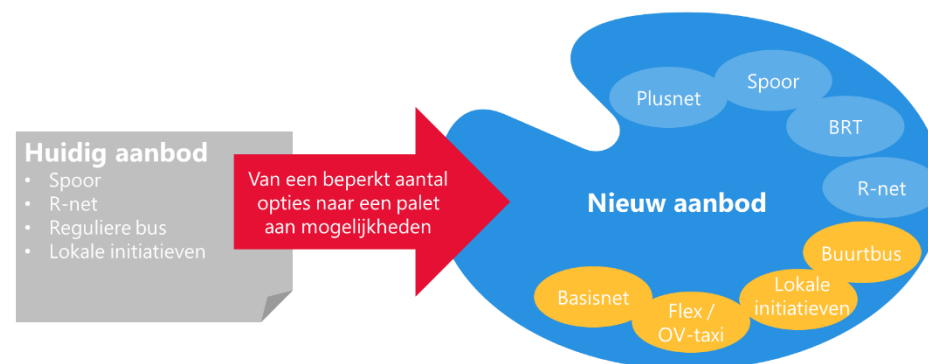 Huidig aanbod
• Spoor
• R-net
• Reguliere bus
• Lokale initiatieven
Van een beperkt aantal
opties naar een palet
aan mogelijkheden
Nieuw aanbod
Plusnet
Spoor
BRT
R-net
Buurtbus
Lokale
initiatieven
Flex /
OV-taxi
Basisnet